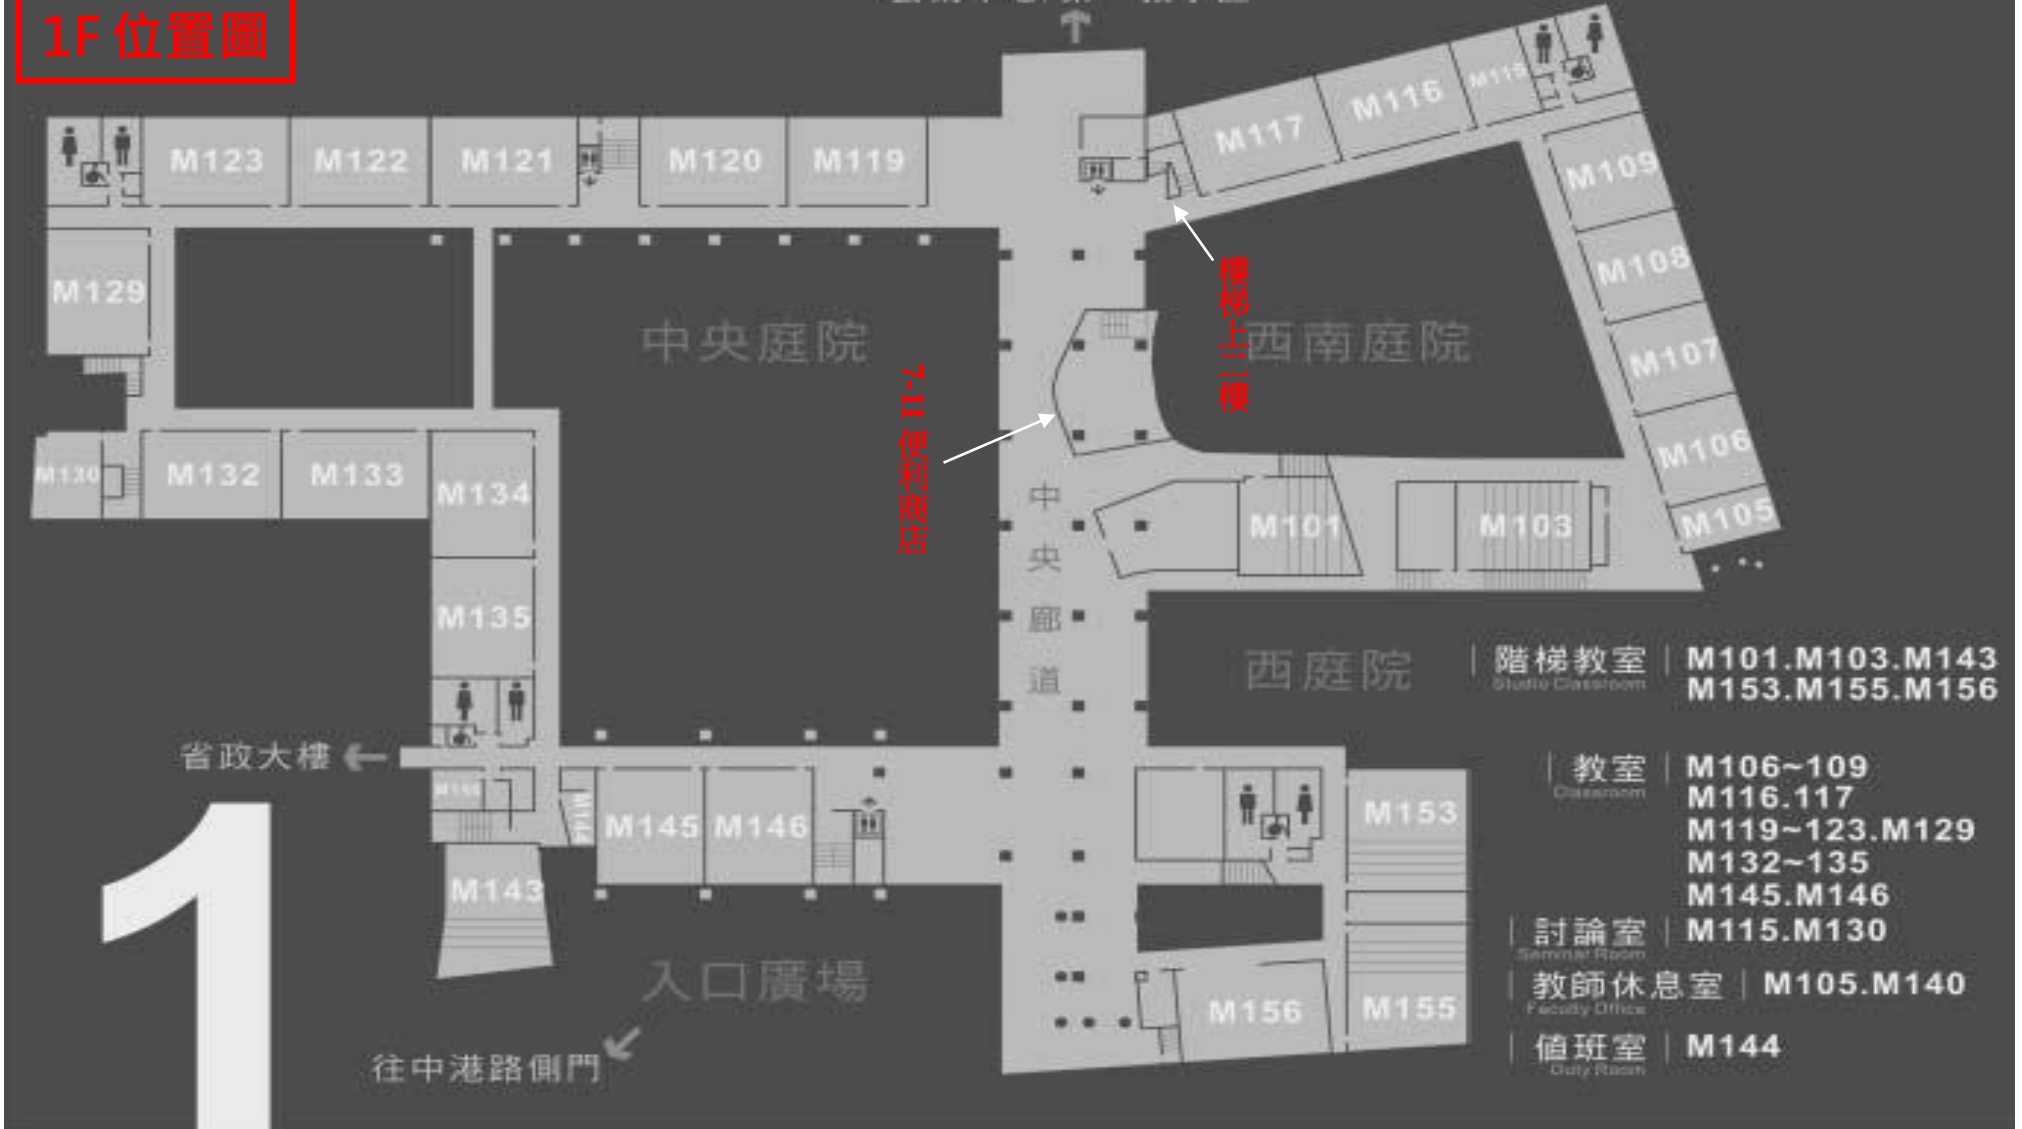 1F 位置圖
M123
M122
M121
M120
M119
M117
M116
M115
M109
M108
M107
M106
M105
M129
中央庭院
西南庭院
樓梯上二樓
7-11 便利商店
M130
M132
M133
M134
M135
M101
M103
中央廊道
西庭院
省政大樓
M140
M144
M145
M146
M143
M153
M155
M156
入口廣場
往中港路側門
1
階梯教室 M101.M103.M143
Studio Classroom M153.M155.M156
教室 M106~109
Classroom M116.117
M119~123.M129
M132~135
M145.M146
討論室 M115.M130
Seminar Room
教師休息室 M105.M140
Faculty Office
值班室 M144
Duty Room